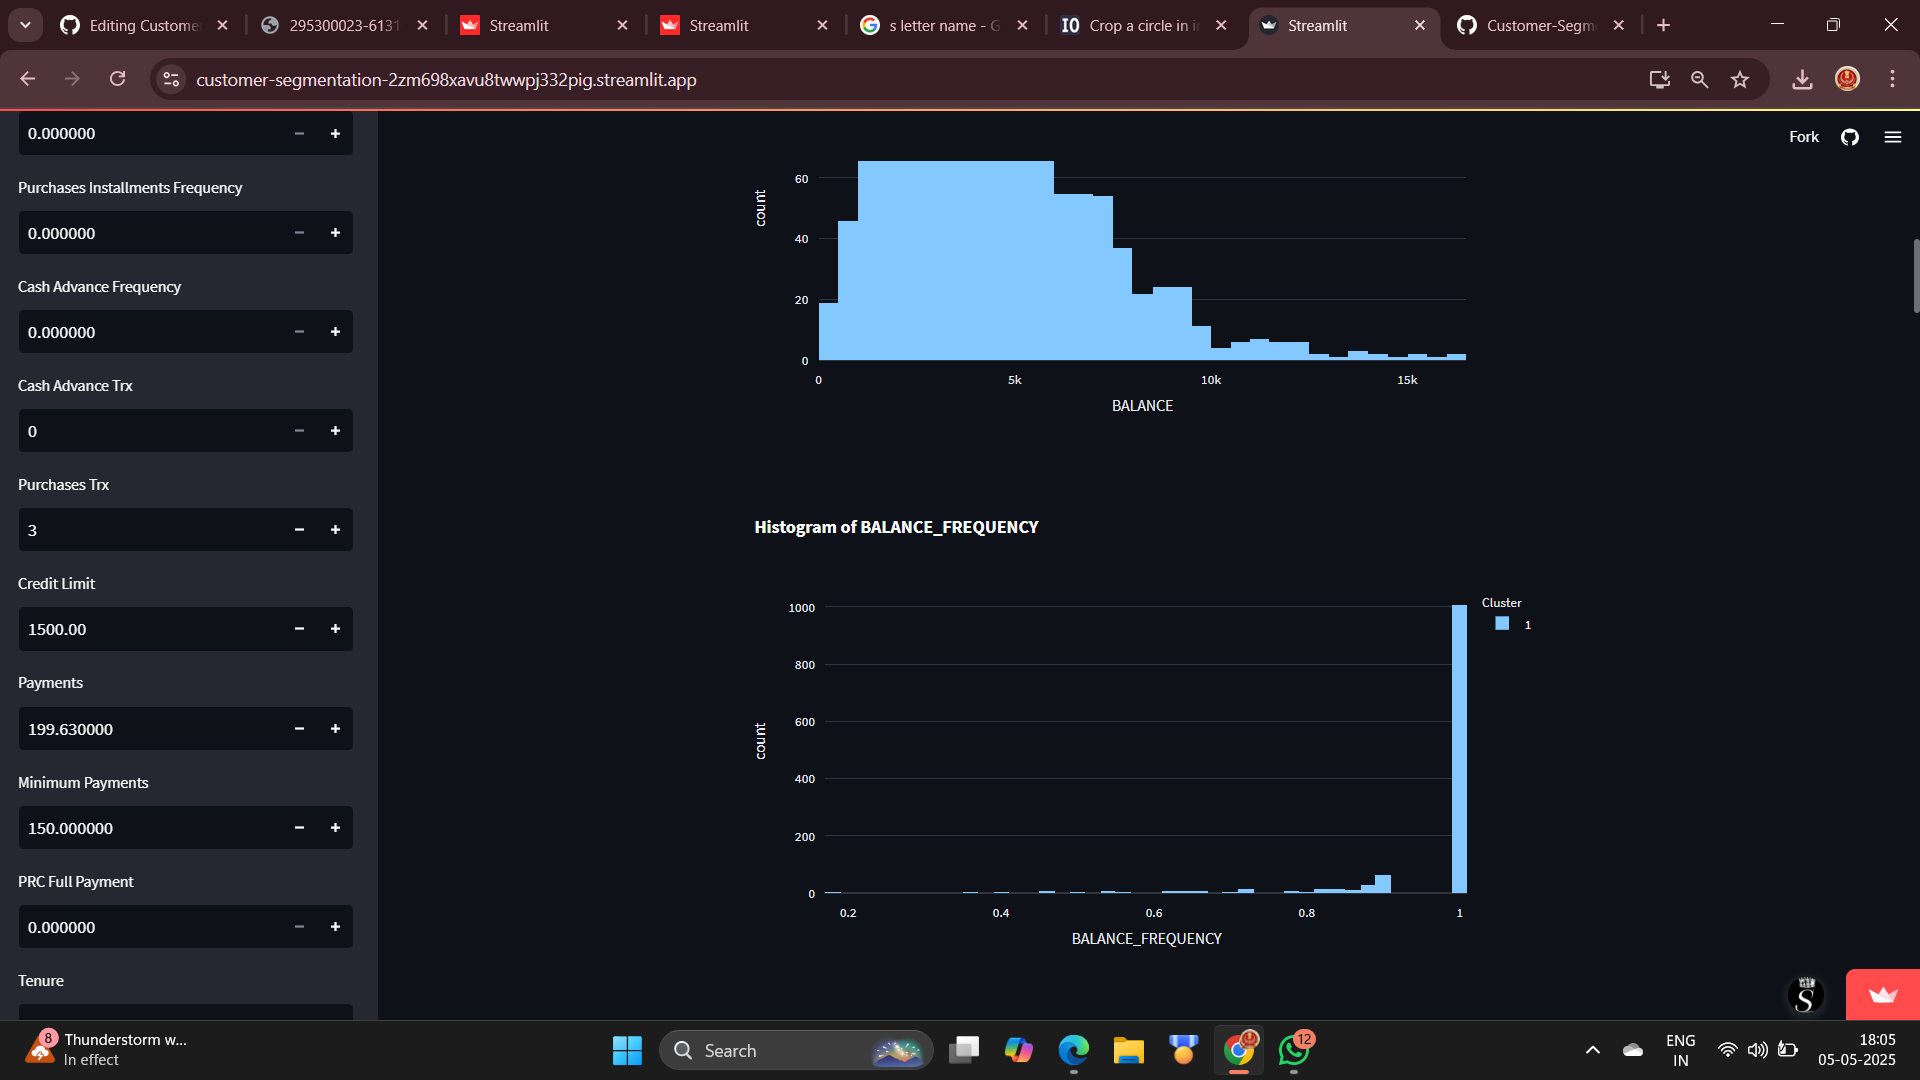 Editing Custome
295300023-6131
Streamlit
Streamlit
s letter name - G
Crop a circle in i
Streamlit
Customer-Segm
customer-segmentation-2zm698xavu8twwpj332pig.streamlit.app
Fork
0.000000
Purchases Installments Frequency
0.000000
Cash Advance Frequency
0.000000
Cash Advance Trx
0
Purchases Trx
3
Credit Limit
1500.00
Payments
199.630000
Minimum Payments
150.000000
PRC Full Payment
0.000000
Tenure
count
60
40
20
0
0
5k
10k
15k
BALANCE
Histogram of BALANCE_FREQUENCY
Cluster
1
count
1000
800
600
400
200
0
0.2
0.4
0.6
0.8
1
BALANCE_FREQUENCY
S
8
Thunderstorm w...
In effect
Search
12
ENG
IN
18:05
05-05-2025